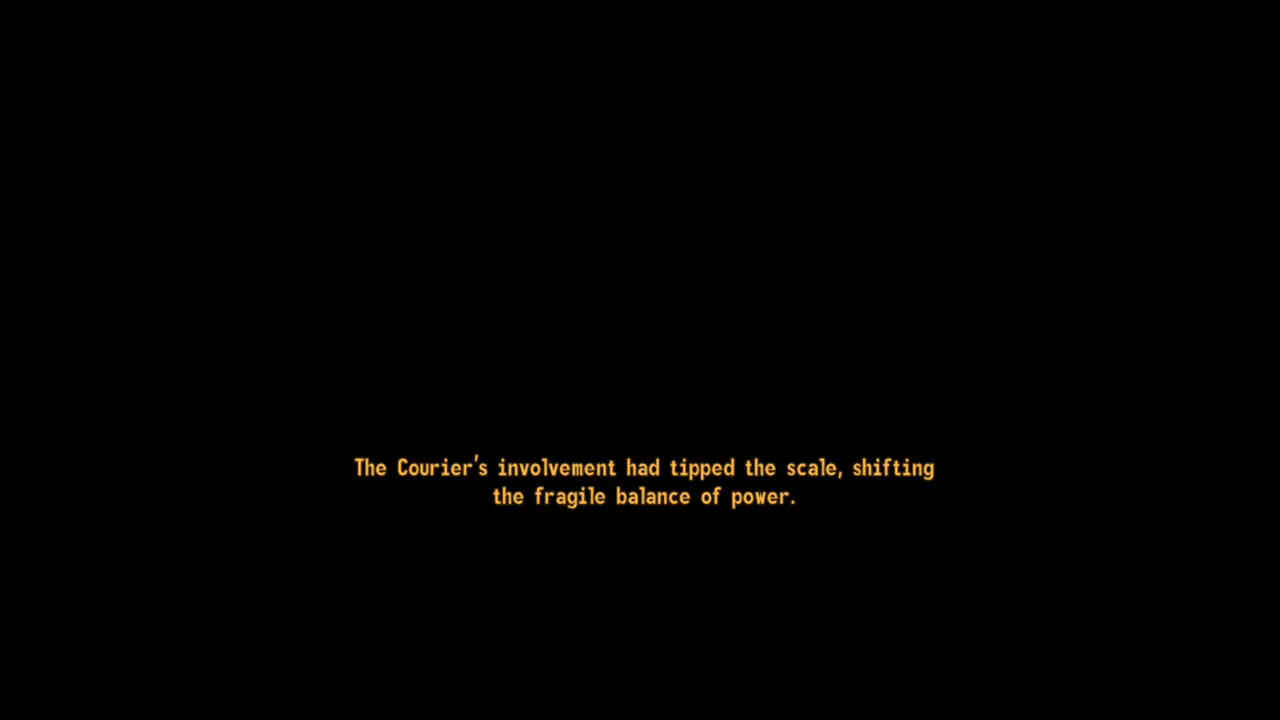 The Courier's involvement had tipped the scale, shifting
the fragile balance of power.